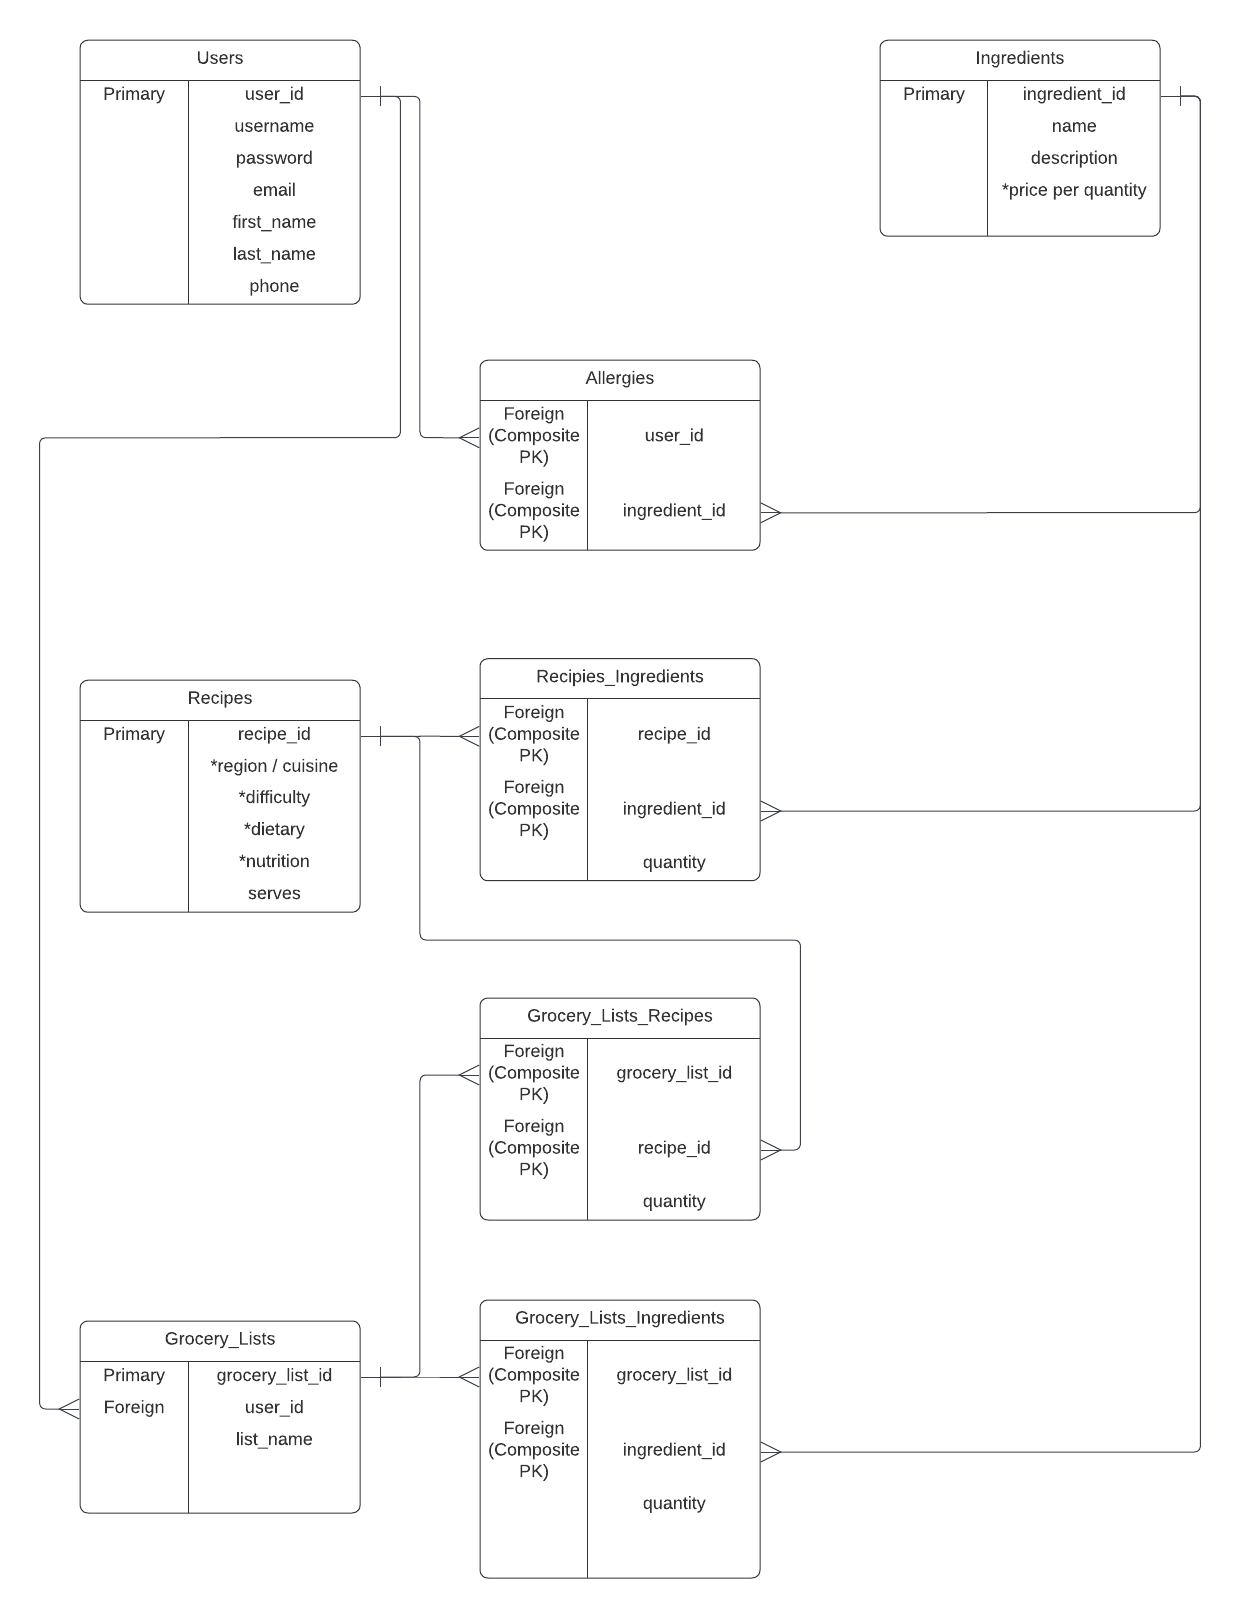 Users
Primary
user_id
username
password
email
first_name
last_name
phone
Ingredients
Primary
ingredient_id
name
description
*price per quantity
Allergies
Foreign
(Composite
PK)
user_id
Foreign
(Composite
PK)
ingredient_id
Recipes
Primary
recipe_id
*region / cuisine
*difficulty
*dietary
*nutrition
serves
Recipies_Ingredients
Foreign
(Composite
PK)
recipe_id
Foreign
(Composite
PK)
ingredient_id
quantity
Grocery_Lists_Recipes
Foreign
(Composite
PK)
grocery_list_id
Foreign
(Composite
PK)
recipe_id
quantity
Grocery_Lists
Primary
grocery_list_id
Foreign
user_id
list_name
Grocery_Lists_Ingredients
Foreign
(Composite
PK)
grocery_list_id
Foreign
(Composite
PK)
ingredient_id
quantity